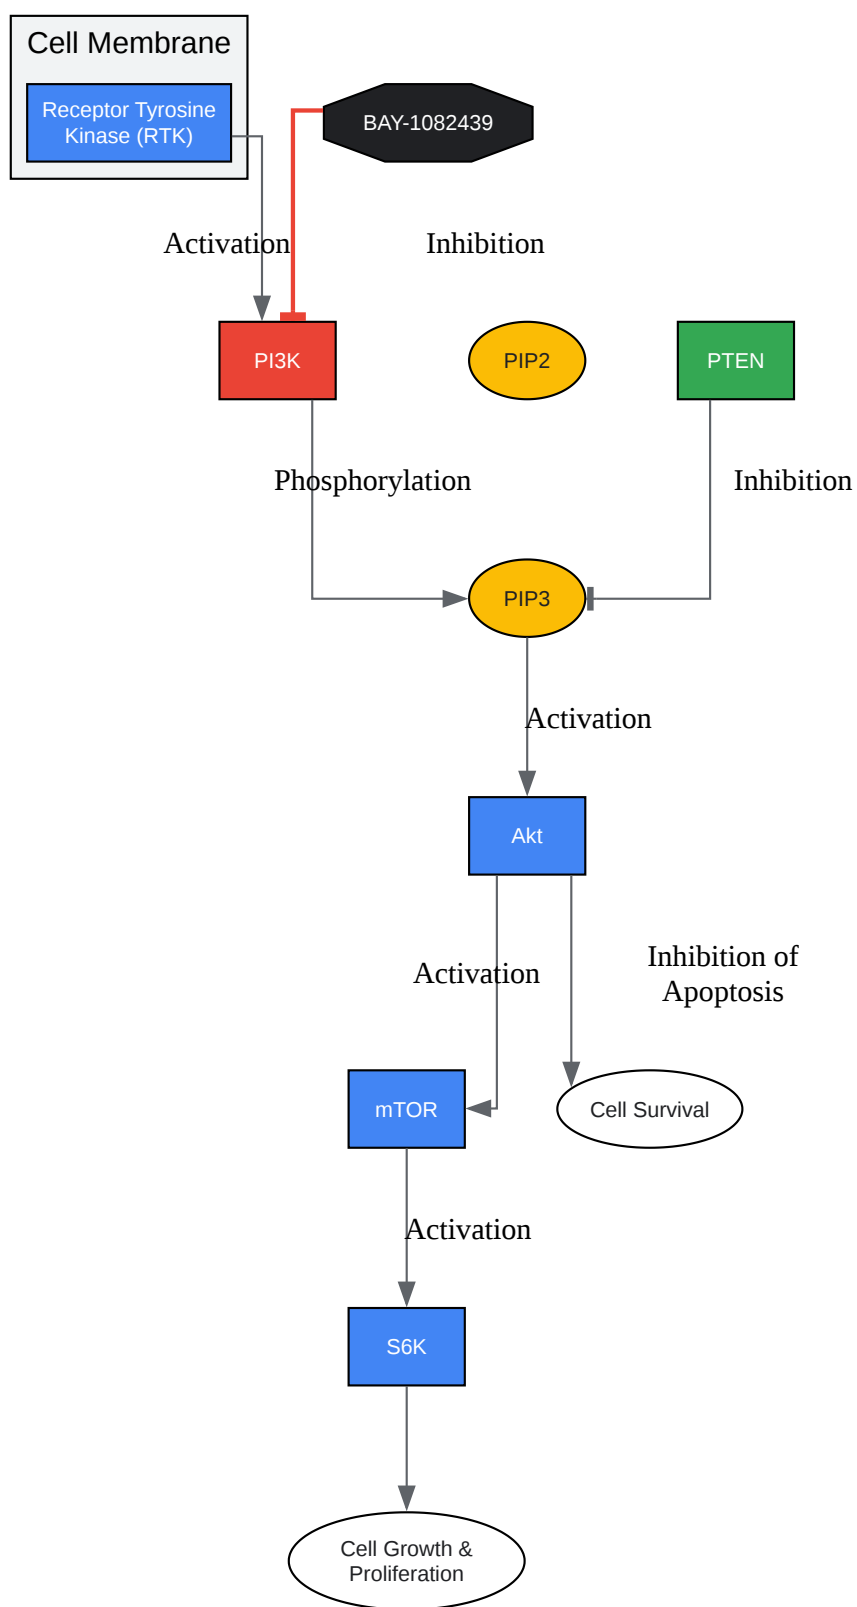 Cell Membrane
Receptor Tyrosine
Kinase (RTK)
BAY-1082439
Activation
Inhibition
PI3K
PIP2
PTEN
Phosphorylation
Inhibition
PIP3
Activation
Akt
Activation
Inhibition of
Apoptosis
mTOR
Cell Survival
Activation
S6K
Cell Growth &
Proliferation